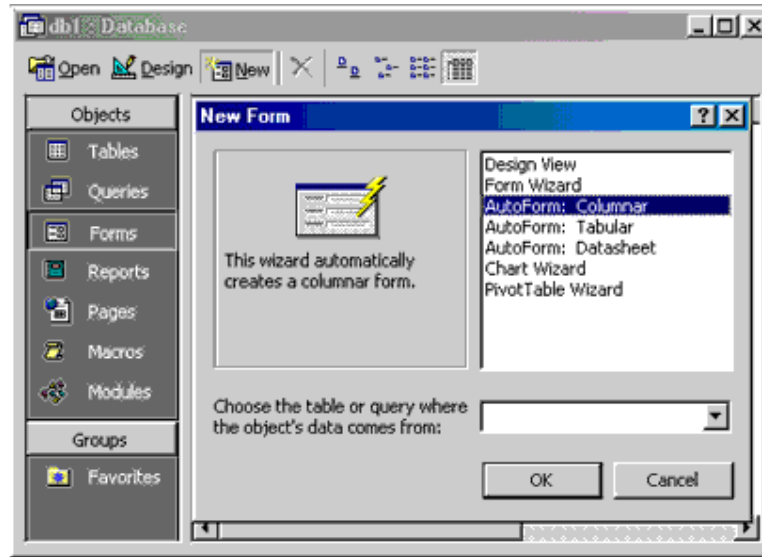 db1 : Database
Open Design New
Objects
Tables
Queries
Forms
Reports
Pages
Macros
Modules
Groups
Favorites
New Form
This wizard automatically
creates a columnar form.
Design View
Form Wizard
AutoForm: Columnar
AutoForm: Tabular
AutoForm: Datasheet
Chart Wizard
PivotTable Wizard
Choose the table or query where
the object's data comes from:
OK Cancel